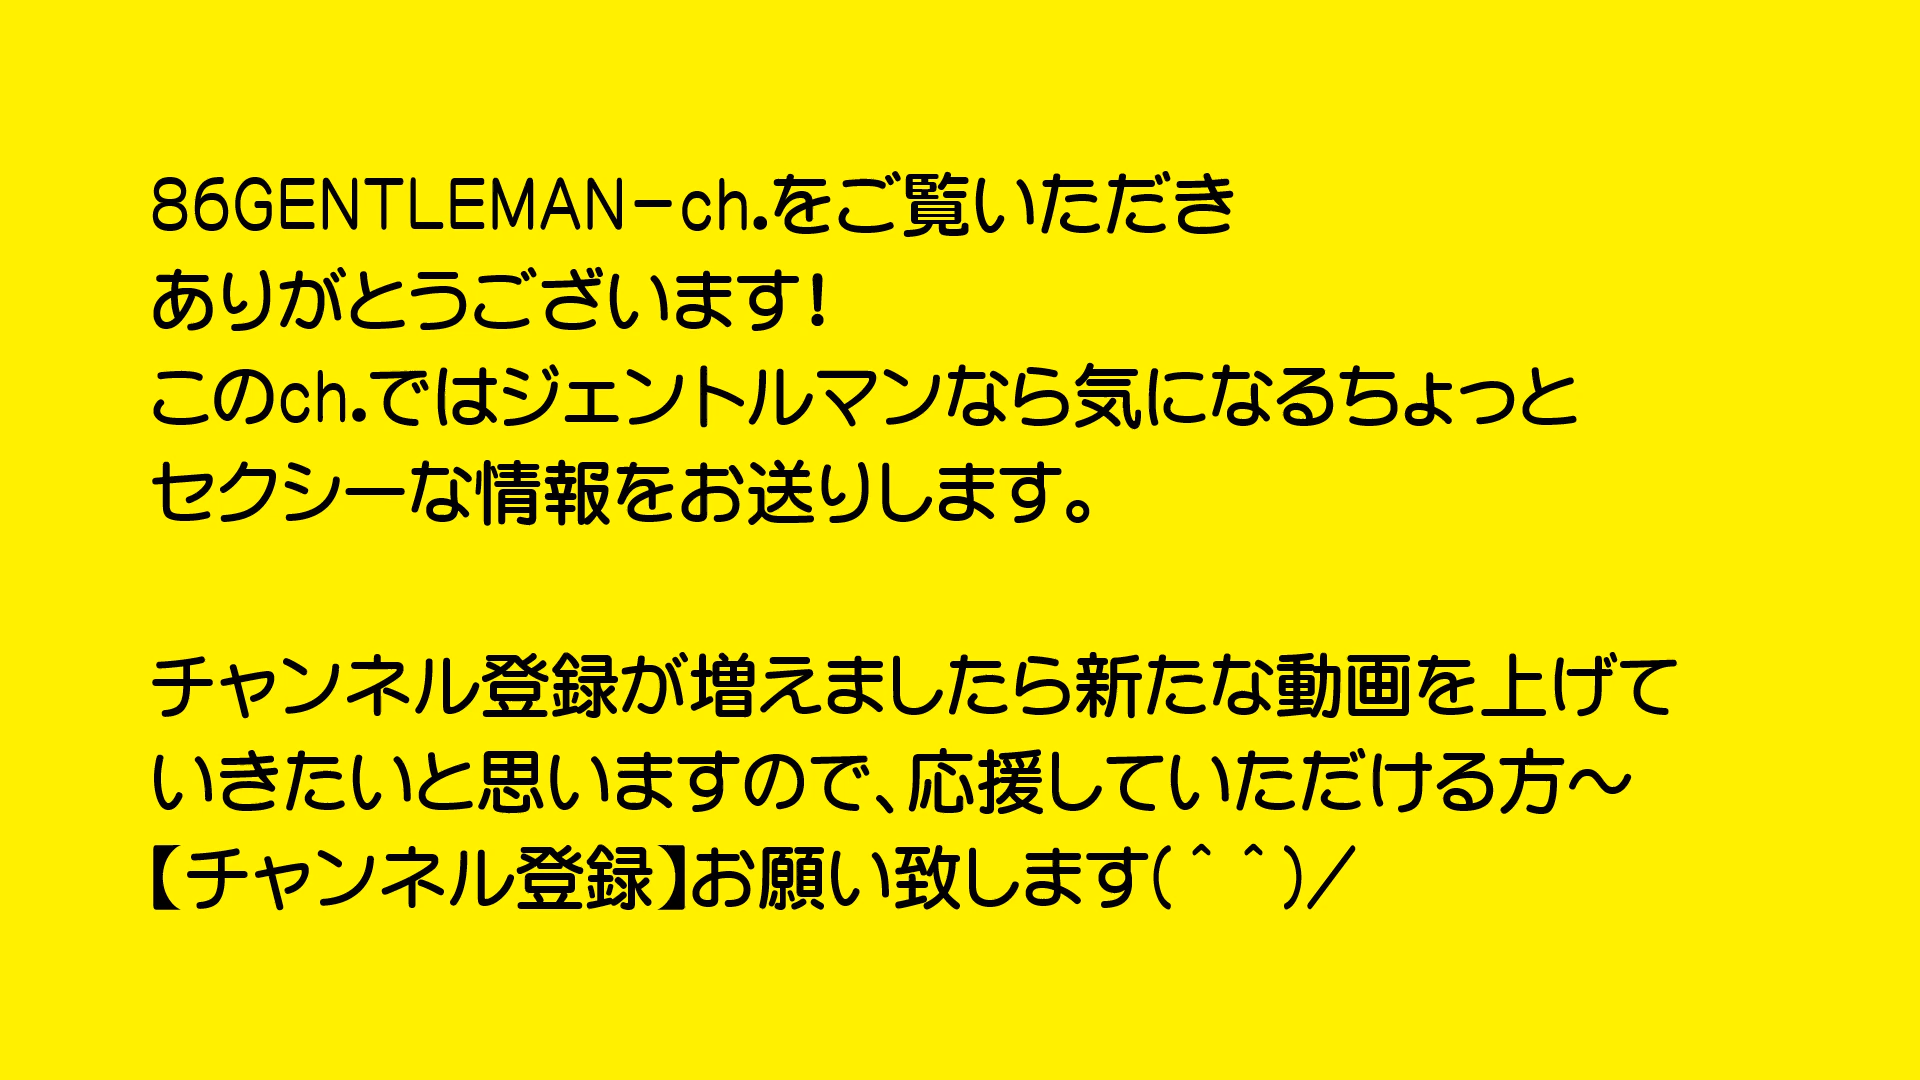 86GENTLEMAN-ch.をご覧いただき
ありがとうございます!
このch.ではジェントルマンなら気になるちょっと
セクシーな情報をお送りします。
チャンネル登録が増えましたら新たな動画を上げて
いきたいと思いますので、応援していただける方〜
【チャンネル登録】お願い致します(＾＾)／